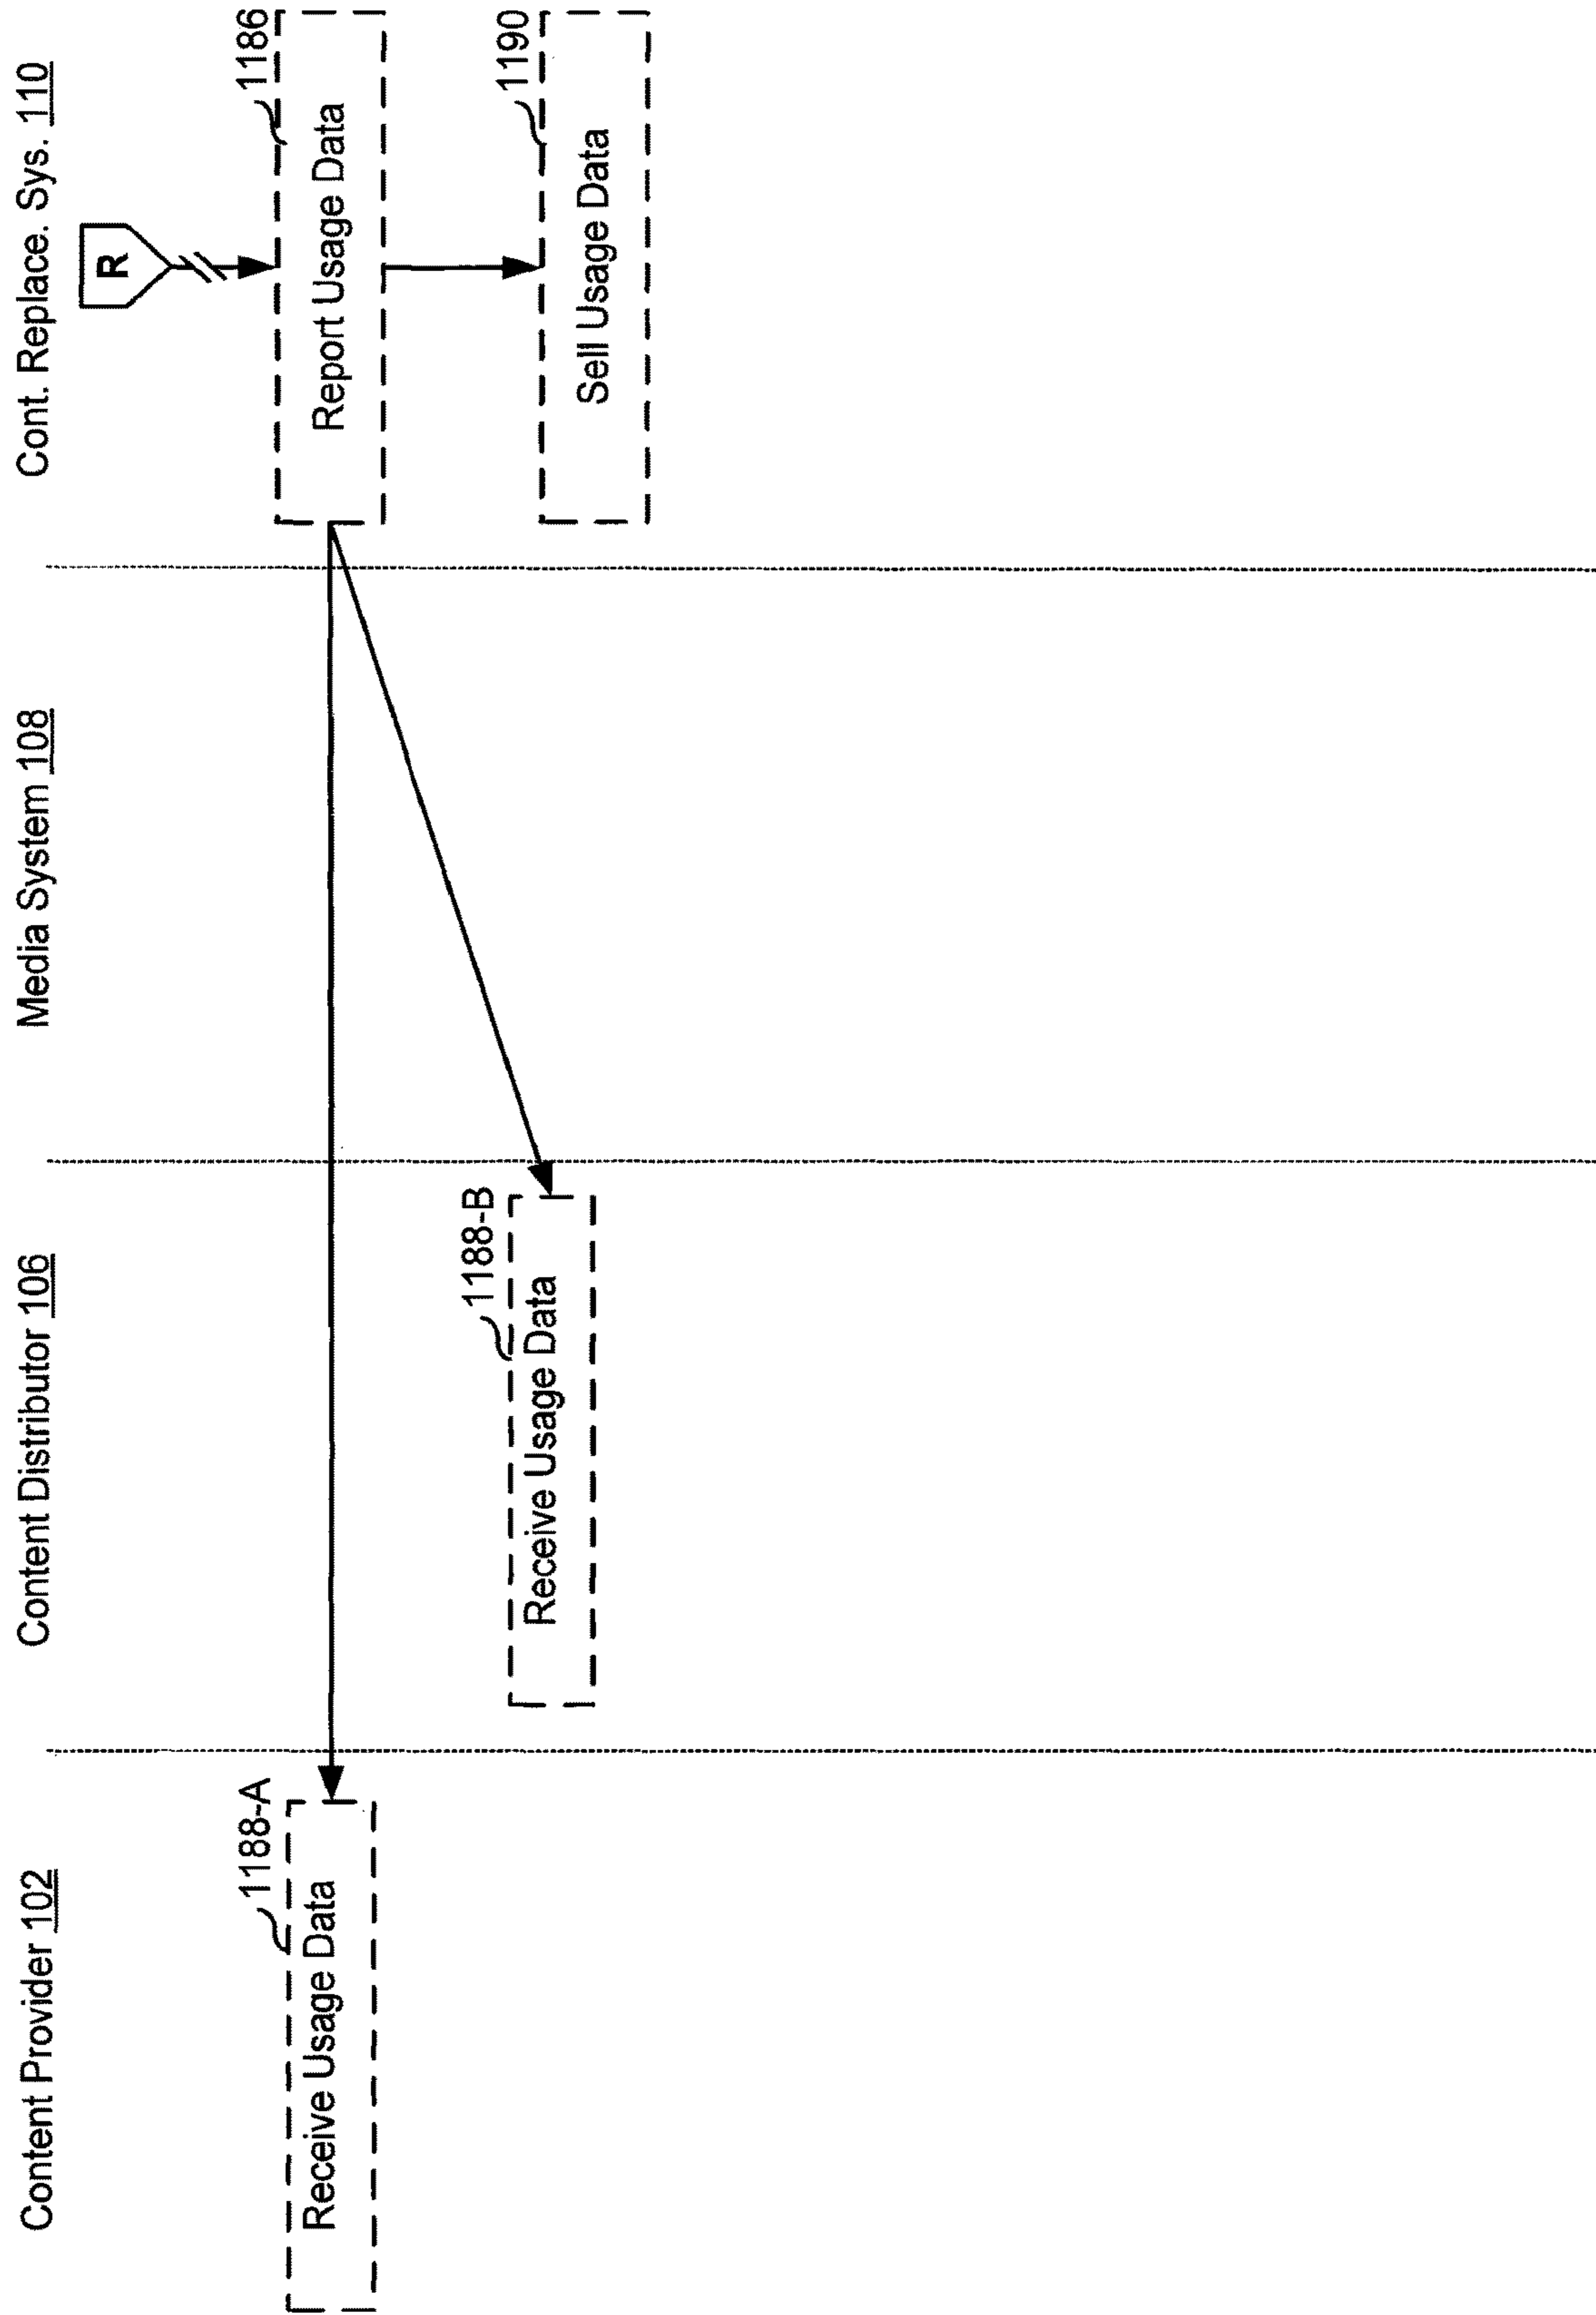 Content Provider 102
Content Distributor 106
Media System 108
Cont. Replace. Sys. 110
R
1188-A
1186
Receive Usage Data
Report Usage Data
1188-B
1190
Receive Usage Data
Sell Usage Data